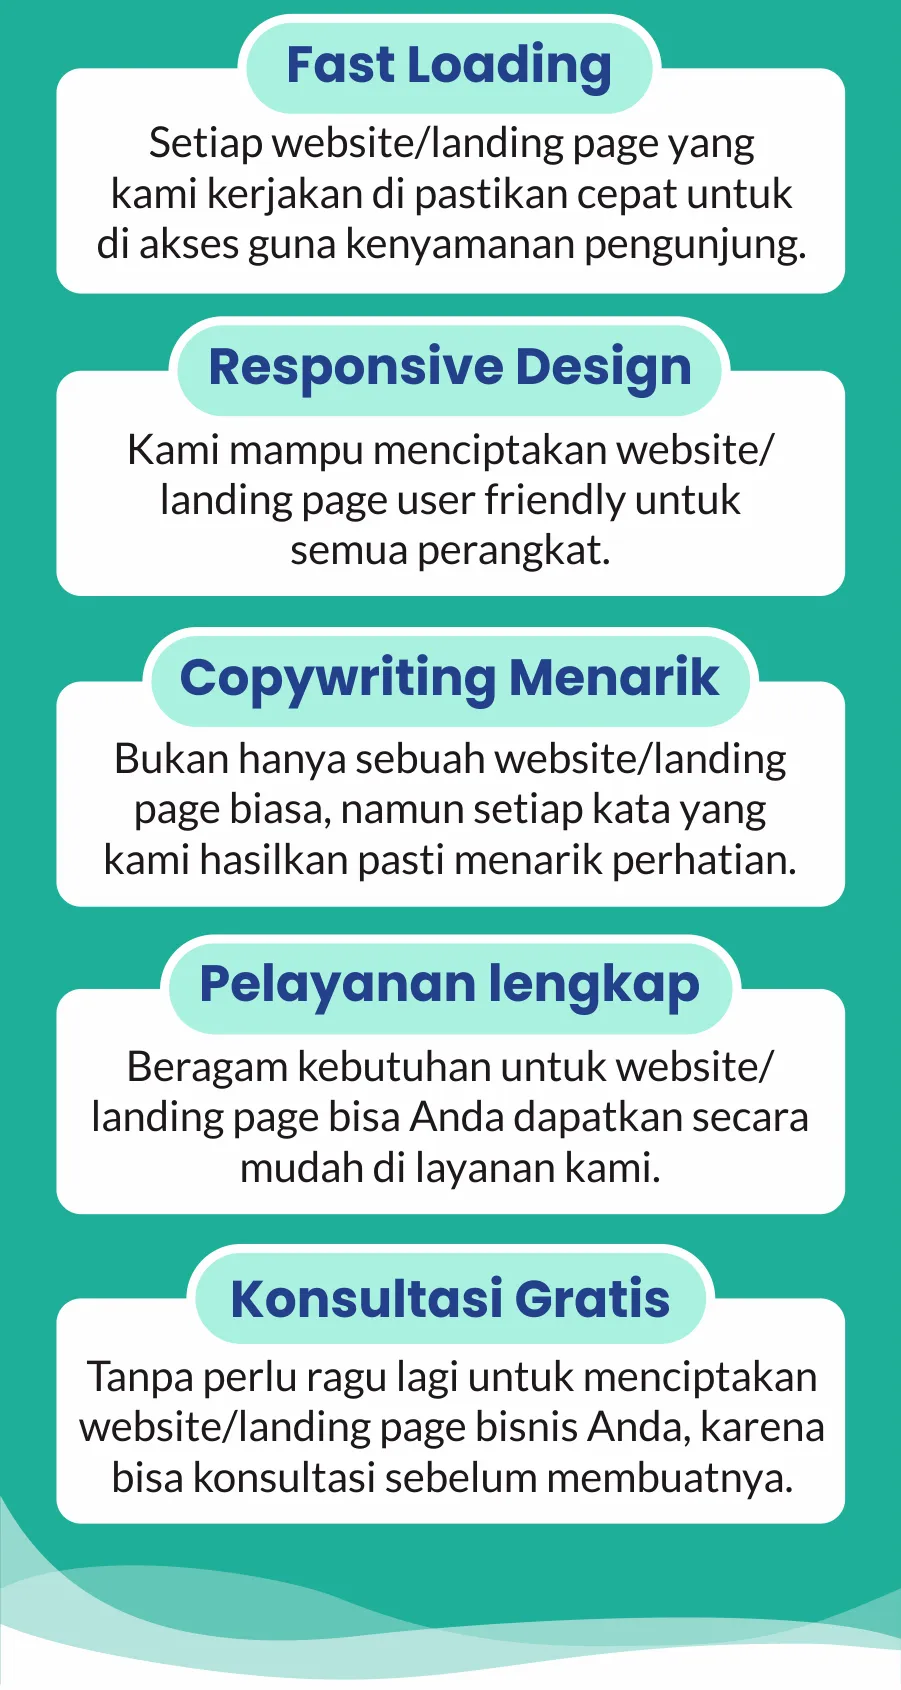 Fast Loading
Setiap website/landing page yang
kami kerjakan di pastikan cepat untuk
di akses guna kenyamanan pengunjung.
Responsive Design
Kami mampu menciptakan website/
landing page user friendly untuk
semua perangkat.
Copywriting Menarik
Bukan hanya sebuah website/landing
page biasa, namun setiap kata yang
kami hasilkan pasti menarik perhatian.
Pelayanan lengkap
Beragam kebutuhan untuk website/
landing page bisa Anda dapatkan secara
mudah di layanan kami.
Konsultasi Gratis
Tanpa perlu ragu lagi untuk menciptakan
website/landing page bisnis Anda, karena
bisa konsultasi sebelum membuatnya.